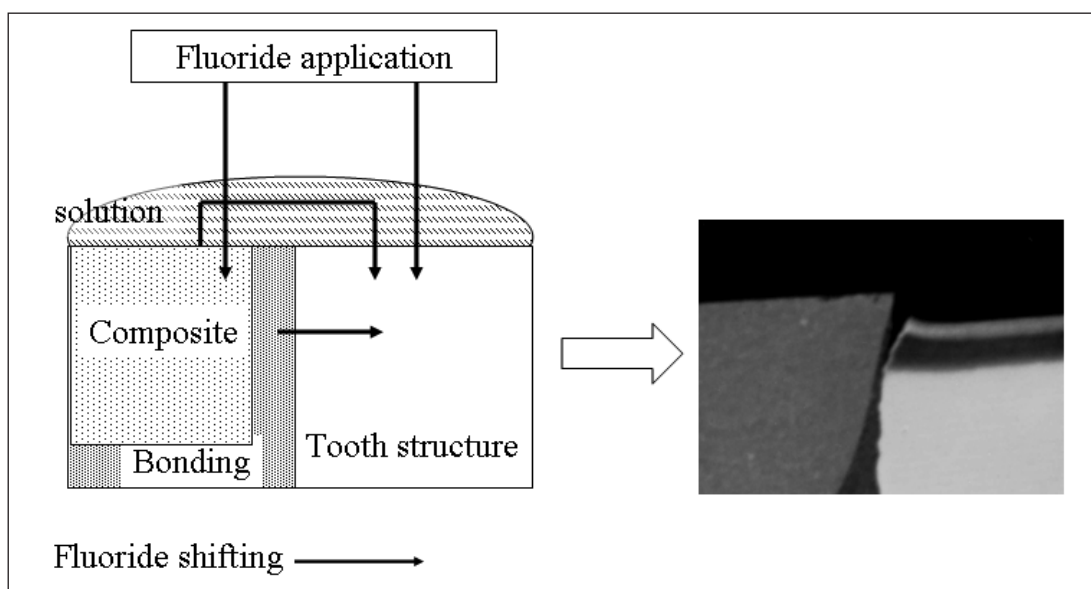 Fluoride application
solution
Composite
Bonding
Tooth structure
Fluoride shifting